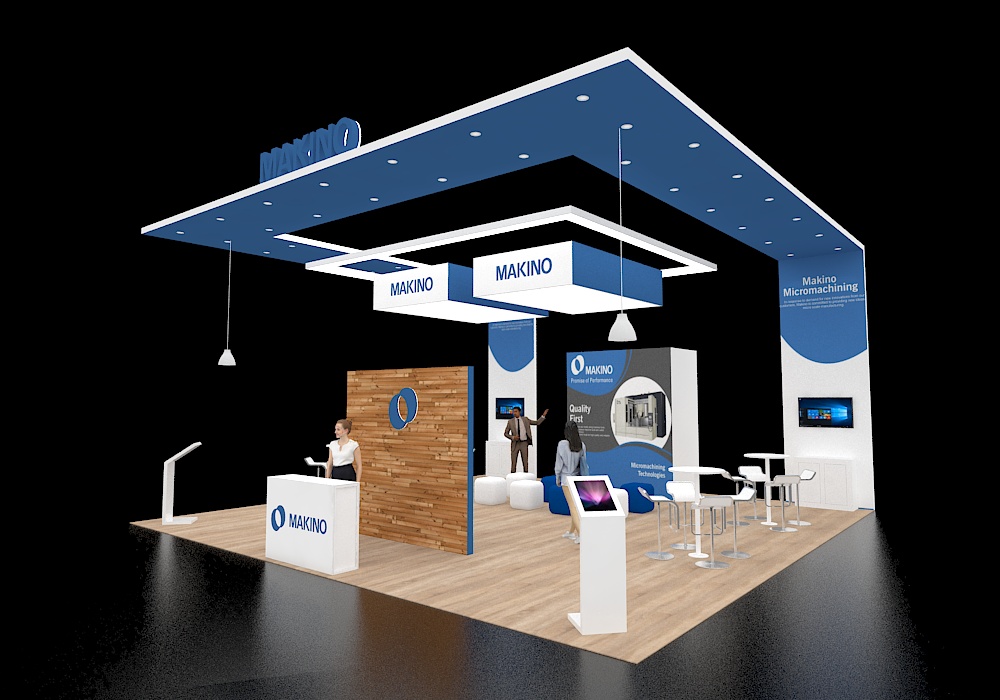 MAKINO
MAKINO
MAKINO
Makino
Micromachining
MAKINO
Promise of Performance
Quality
First
Micromachining
Technologies
MAKINO